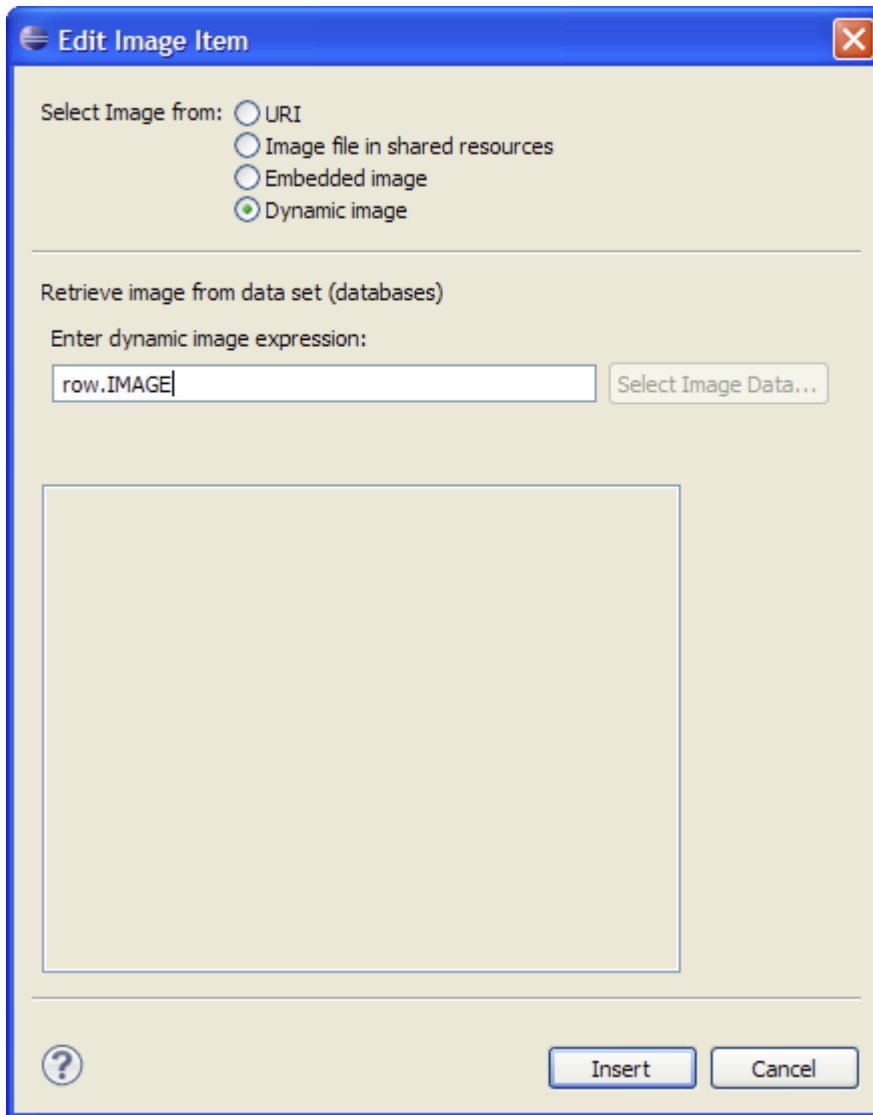 Edit Image Item
Select Image from: URI
Image file in shared resources
Embedded image
Dynamic image
Retrieve image from data set (databases)
Enter dynamic image expression:
row.IMAGE Select Image Data...
? Insert Cancel